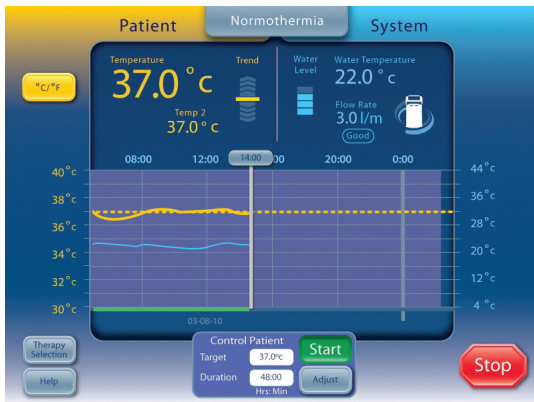 Patient
Normothermia
System
°C/°F
Temperature
37.0 °c
Trend
Temp 2
37.0 ° c
Water
Level
Water Temperature
22.0 ° c
Flow Rate
3.0 l/m
Good
08:00 12:00 14:00 :00 20:00 0:00
40°c
38°c
36°c
34°c
32°c
30°c
44°c
36°c
28°c
20°c
12°c
4 °c
03-08-10
Therapy
Selection
Help
Control Patient
Target 37.0°c
Duration 48:00
Hrs: Min
Start
Adjust
Stop